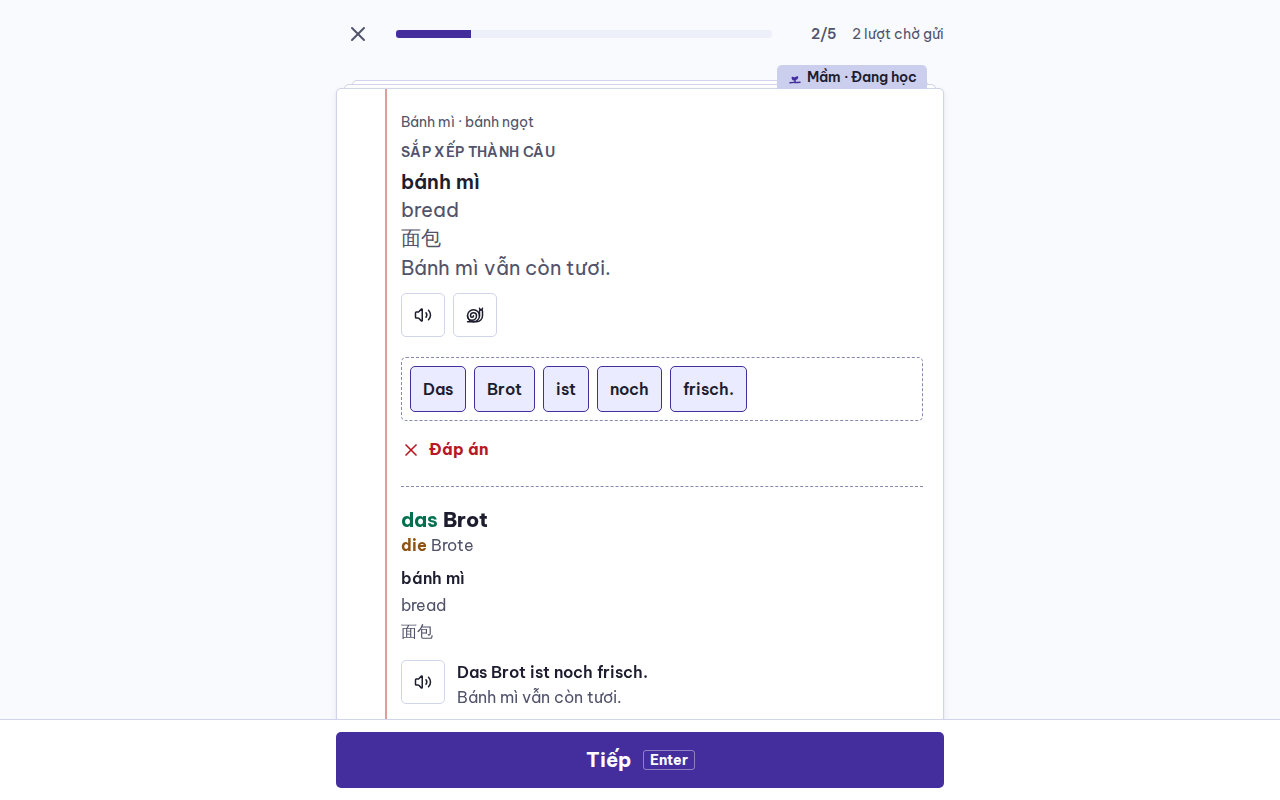 2/5 2 lượt chờ gửi
Mầm · Đang học
Bánh mì · bánh ngọt
SẮP XẾP THÀNH CÂU
bánh mì
bread
面包
Bánh mì vẫn còn tươi.
Das Brot ist noch frisch.
Đáp án
das Brot
die Brote
bánh mì
bread
面包
Das Brot ist noch frisch.
Bánh mì vẫn còn tươi.
Tiếp Enter